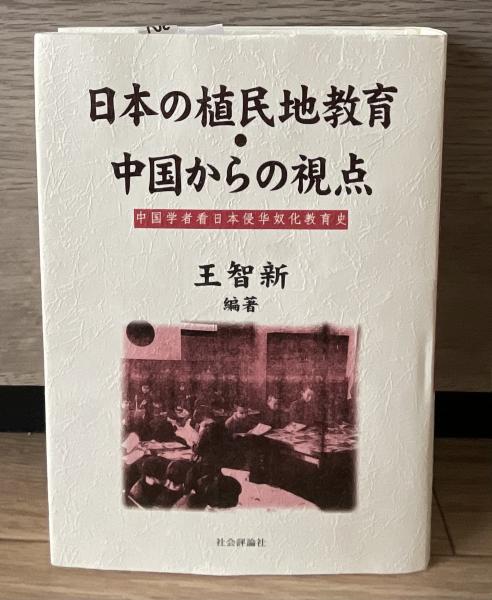 日本の植民地教育
・
中国からの視点
中国学者看日本侵华奴化教育史
王智新
編著
社会評論社